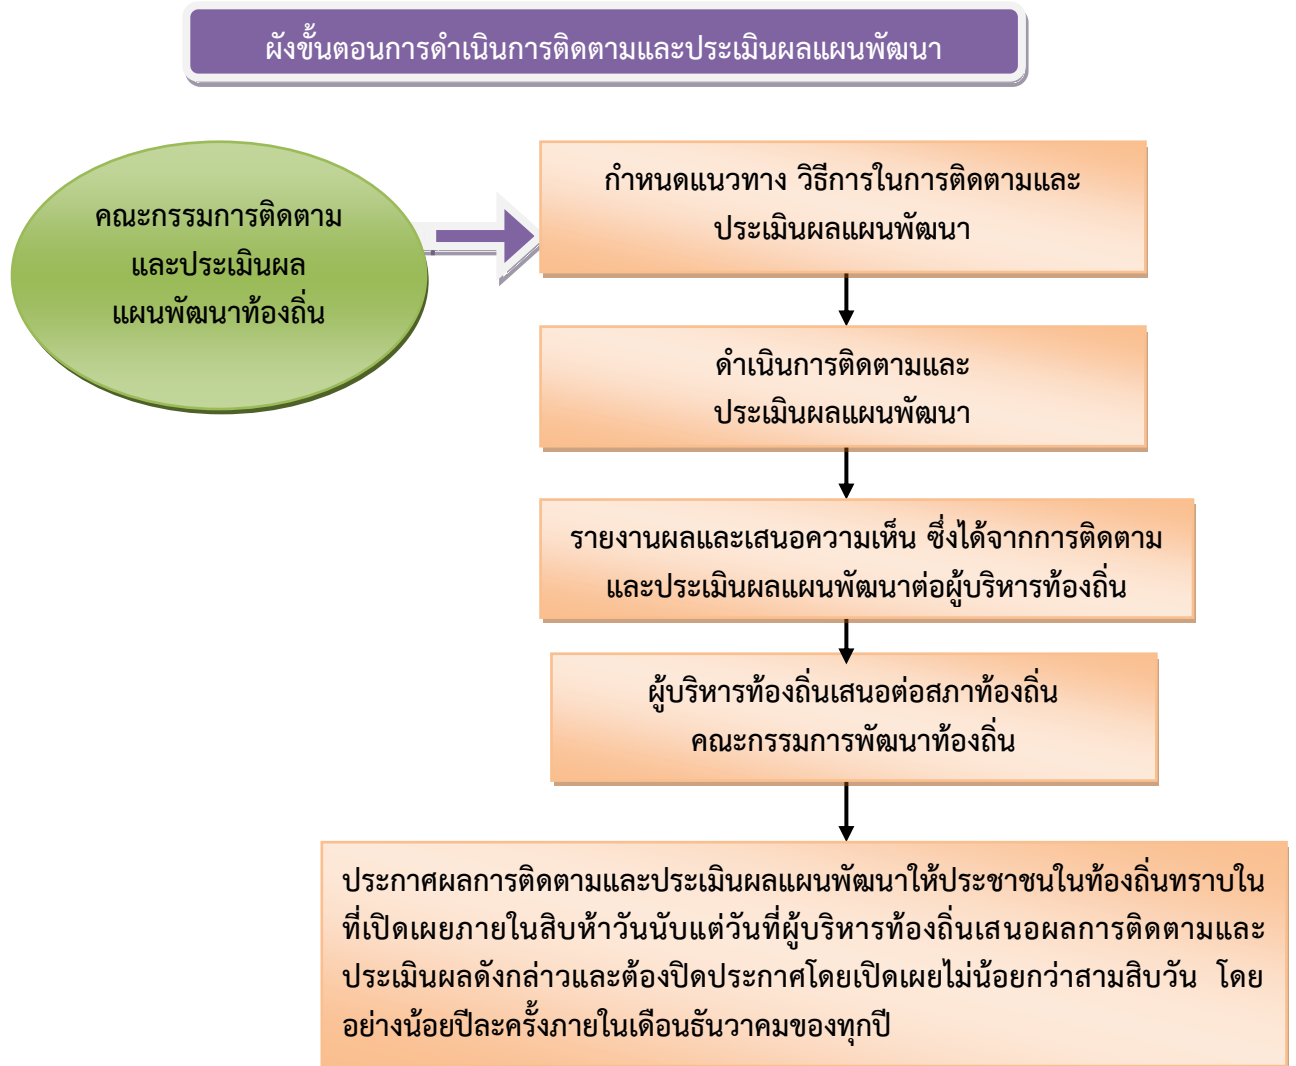 ผังขั้นตอนการดำเนินการติดตามและประเมินผลแผนพัฒนา
คณะกรรมการติดตาม
และประเมินผล
แผนพัฒนาท้องถิ่น
กำหนดแนวทาง วิธีการในการติดตามและ
ประเมินผลแผนพัฒนา
ดำเนินการติดตามและ
ประเมินผลแผนพัฒนา
รายงานผลและเสนอความเห็น ซึ่งได้จากการติดตาม
และประเมินผลแผนพัฒนาต่อผู้บริหารท้องถิ่น
ผู้บริหารท้องถิ่นเสนอต่อสภาท้องถิ่น
คณะกรรมการพัฒนาท้องถิ่น
ประกาศผลการติดตามและประเมินผลแผนพัฒนาให้ประชาชนในท้องถิ่นทราบใน
ที่เปิดเผยภายในสิบห้าวันนับแต่วันที่ผู้บริหารท้องถิ่นเสนอผลการติดตามและ
ประเมินผลดังกล่าวและต้องปิดประกาศโดยเปิดเผยไม่น้อยกว่าสามสิบวัน โดย
อย่างน้อยปีละครั้งภายในเดือนธันวาคมของทุกปี